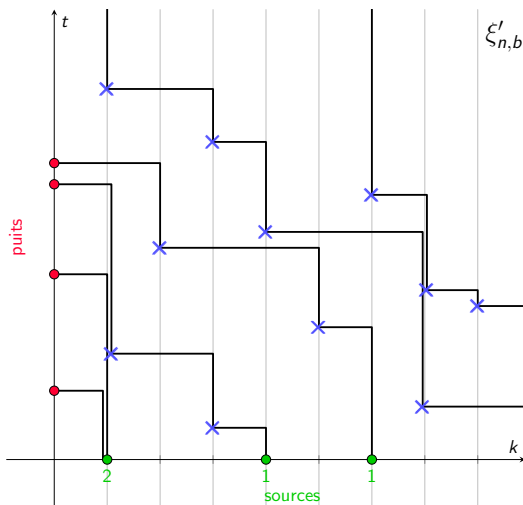 t
ξ′n,b
puits
k
2 1 1
sources